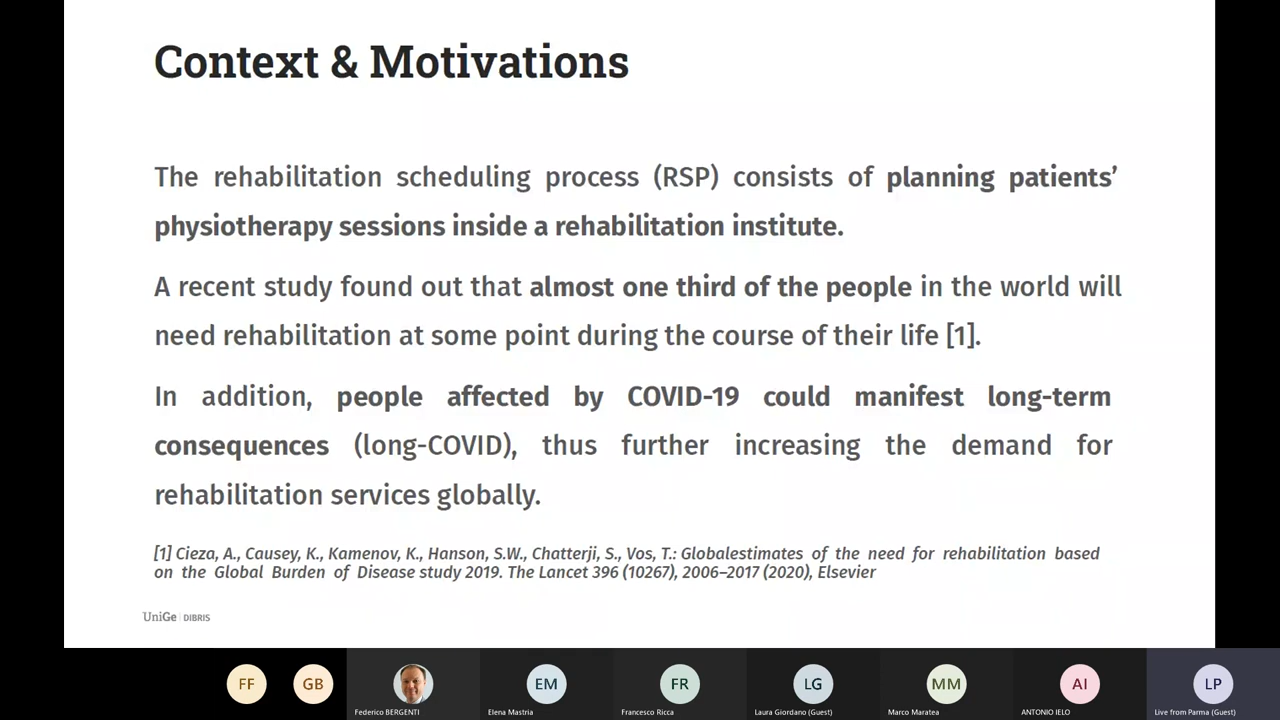 Context & Motivations
The rehabilitation scheduling process (RSP) consists of planning patients’
physiotherapy sessions inside a rehabilitation institute.
A recent study found out that almost one third of the people in the world will
need rehabilitation at some point during the course of their life [1].
In addition, people affected by COVID-19 could manifest long-term
consequences (long-COVID), thus further increasing the demand for
rehabilitation services globally.
[1] Cieza, A., Causey, K., Kamenov, K., Hanson, S.W., Chatterji, S., Vos, T.: Globalestimates of the need for rehabilitation based
on the Global Burden of Disease study 2019. The Lancet 396 (10267), 2006–2017 (2020), Elsevier
UniGe | DIBRIS
FF GB EM FR LG MM AI LP
Federico BERGENTI Elena Mastria Francesco Ricca Laura Giordano (Guest) Marco Maratea ANTONIO IELO Live from Parma (Guest)